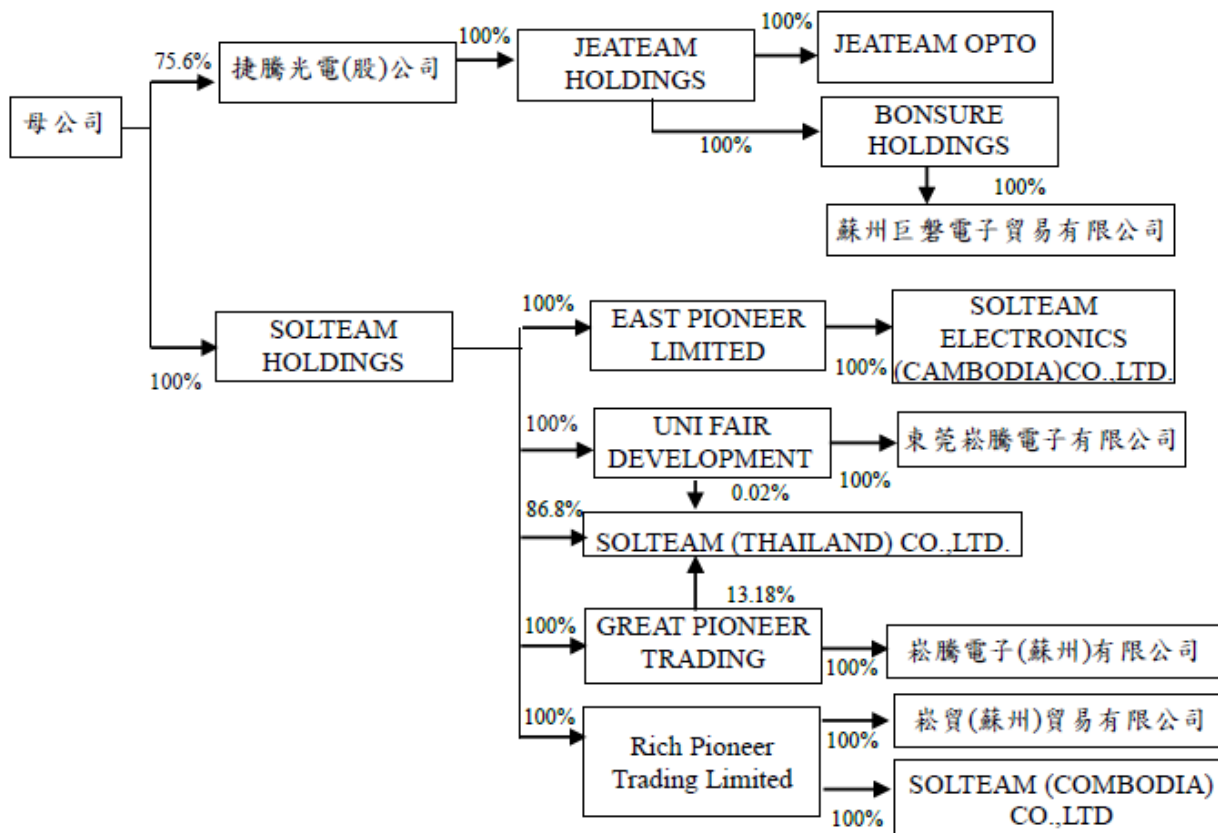 母公司
75.6%
捷騰光電(股)公司
100%
JEATEAM
HOLDINGS
100%
JEATEAM OPTO
100%
BONSURE
HOLDINGS
100%
蘇州巨磐電子貿易有限公司
100%
SOLTEAM
HOLDINGS
100%
EAST PIONEER
LIMITED
100%
SOLTEAM
ELECTRONICS
(CAMBODIA)CO.,LTD.
100%
UNI FAIR
DEVELOPMENT
100%
東莞崧騰電子有限公司
0.02%
86.8%
SOLTEAM (THAILAND) CO.,LTD.
13.18%
100%
GREAT PIONEER
TRADING
100%
崧騰電子(蘇州)有限公司
100%
Rich Pioneer
Trading Limited
100%
崧貿(蘇州)貿易有限公司
100%
SOLTEAM (COMBODIA)
CO.,LTD